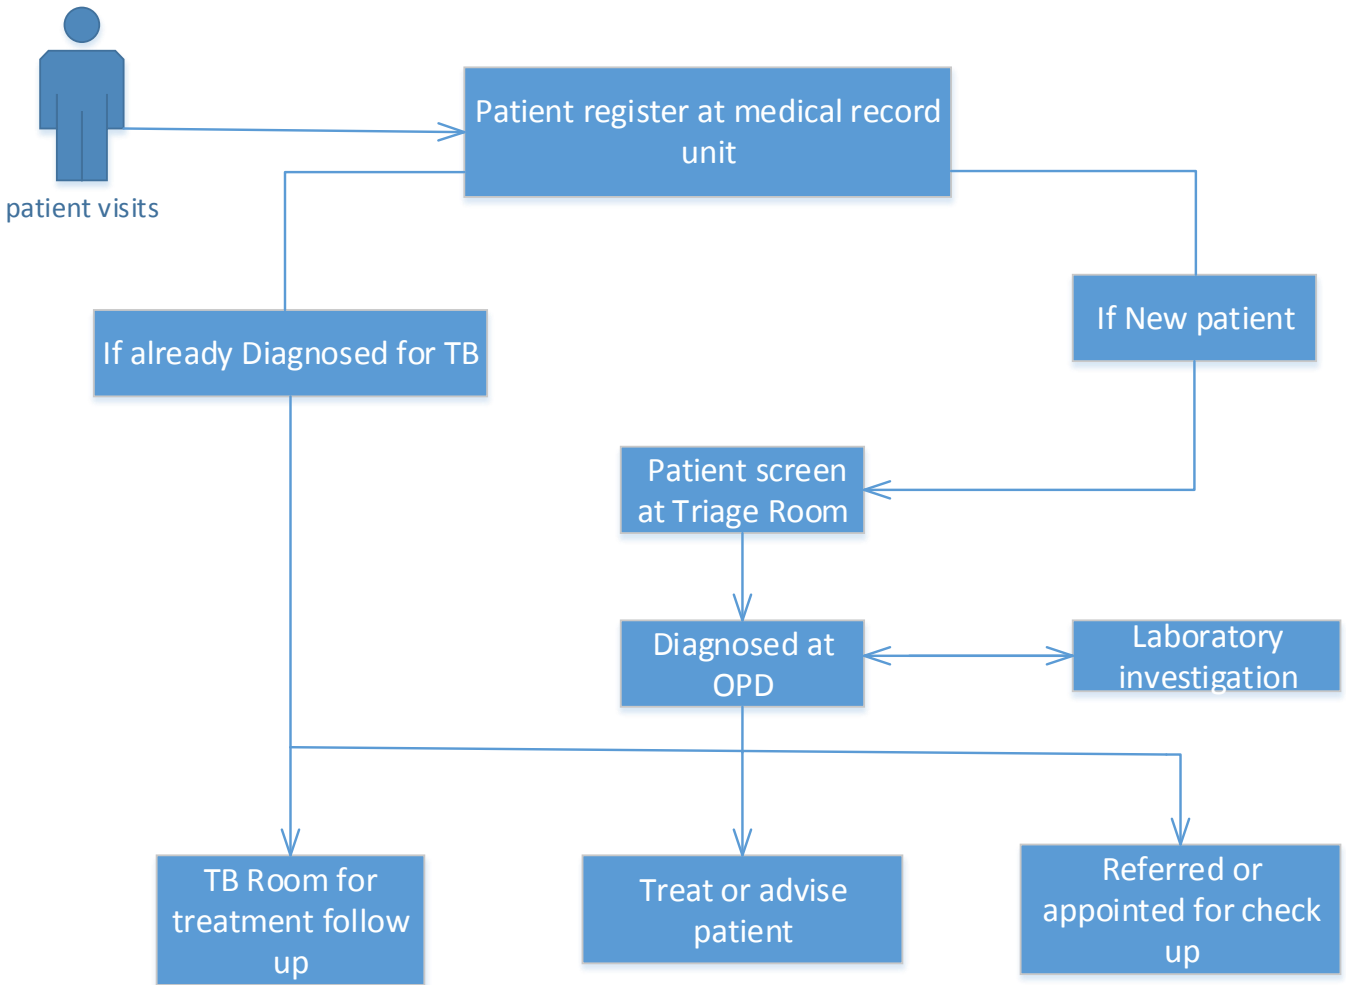 Patient register at medical record
unit
patient visits
If New patient
If already Diagnosed for TB
Patient screen
at Triage Room
Diagnosed at
OPD
Laboratory
investigation
TB Room for
treatment follow
up
Treat or advise
patient
Referred or
appointed for check
up